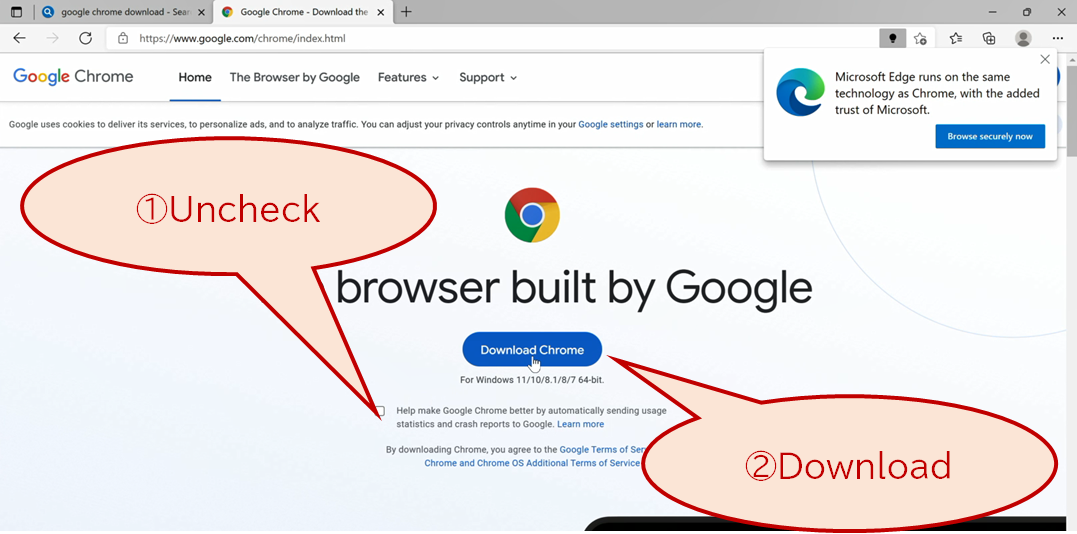 google chrome download - Sear
Google Chrome - Download the
https://www.google.com/chrome/index.html
Google Chrome
Home
The Browser by Google
Features
Support
Microsoft Edge runs on the same
technology as Chrome, with the added
trust of Microsoft.
Browse securely now
Google uses cookies to deliver its services, to personalize ads, and to analyze traffic. You can adjust your privacy controls anytime in your Google settings or learn more.
①Uncheck
browser built by Google
Download Chrome
For Windows 11/10/8.1/8/7 64-bit.
Help make Google Chrome better by automatically sending usage
statistics and crash reports to Google. Learn more
By downloading Chrome, you agree to the Google Terms of Ser
Chrome and Chrome OS Additional Terms of Service
②Download